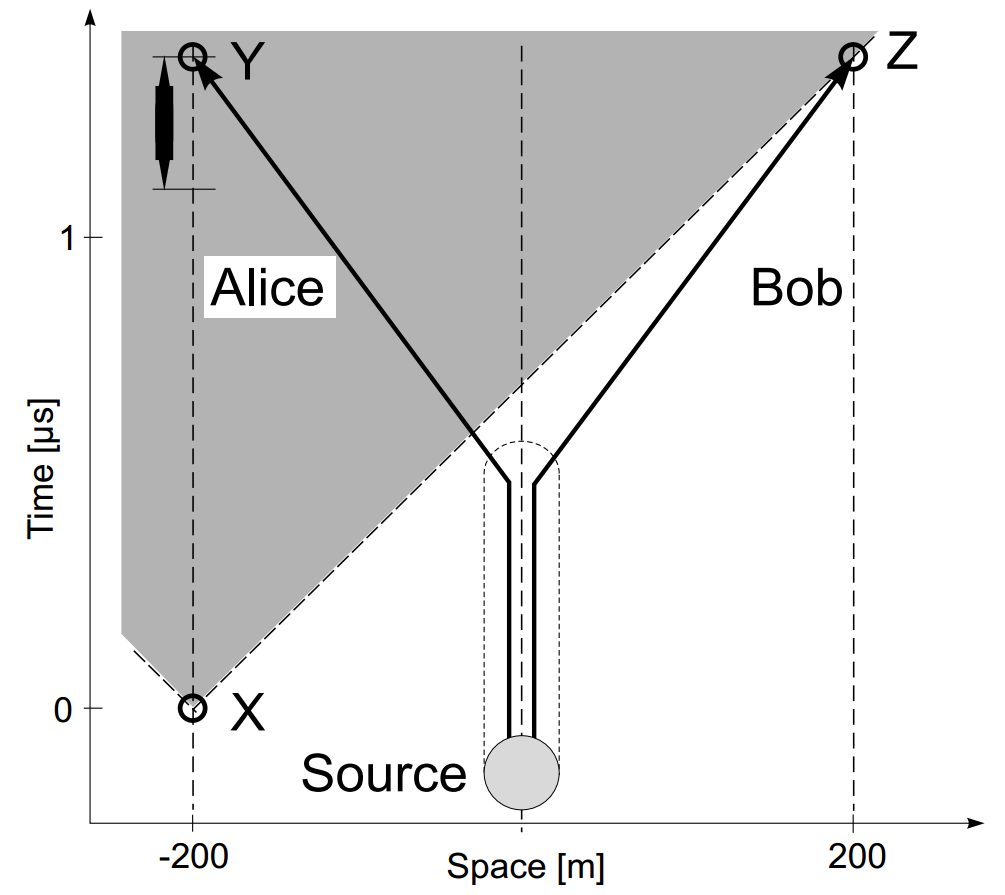 Y
Z
1
Alice
Bob
Time [µs]
0
X
Source
-200
Space [m]
200